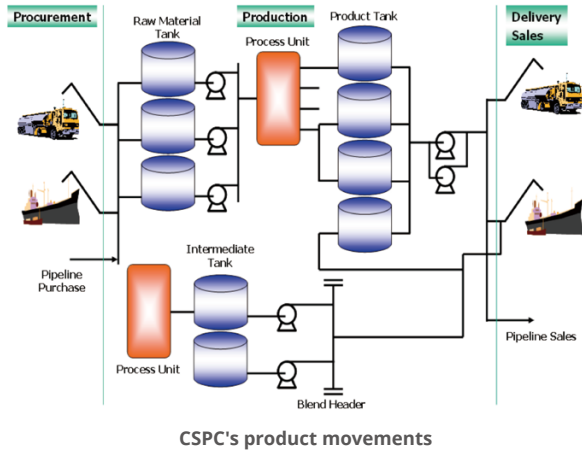 Procurement
Production
Delivery
Sales
Raw Material
Tank
Process Unit
Product Tank
Pipeline
Purchase
Intermediate
Tank
Process Unit
Blend Header
Pipeline Sales
CSPC's product movements